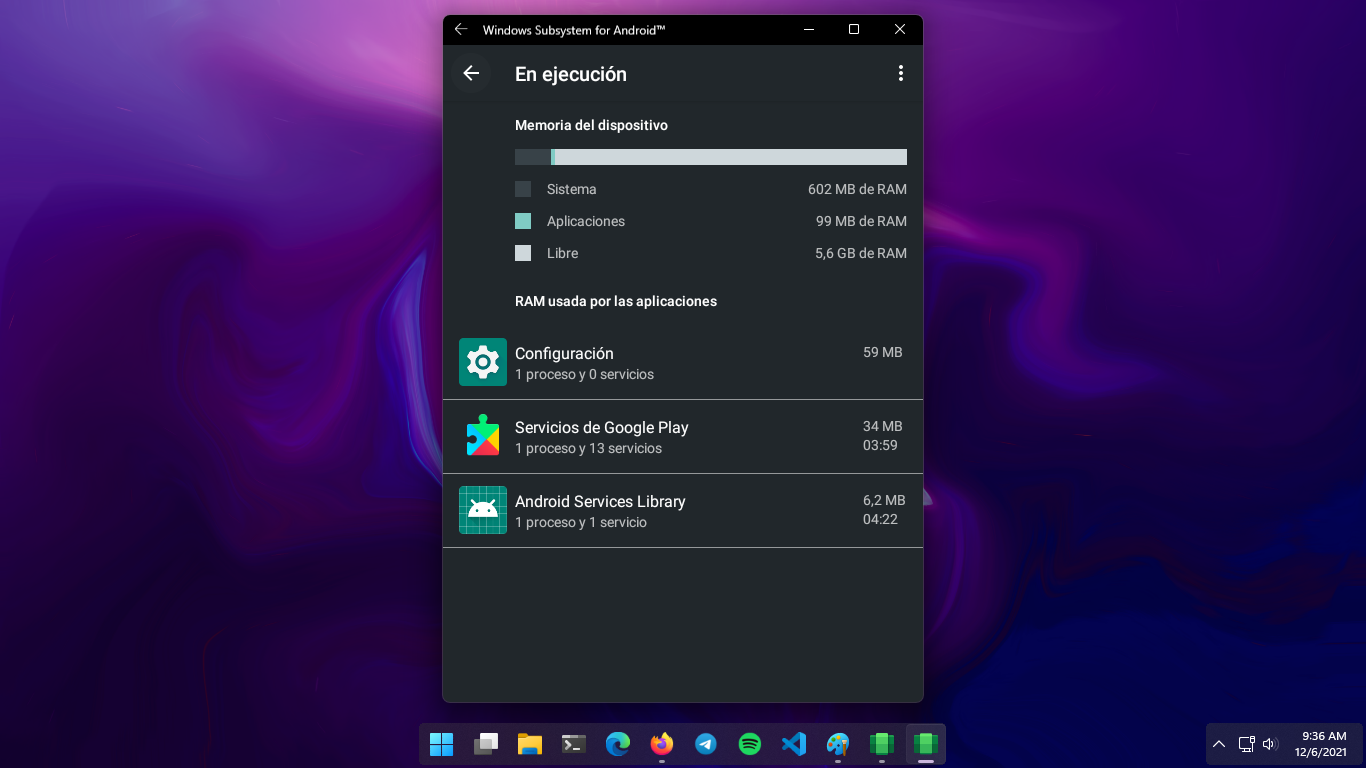 Windows Subsystem for Android™
En ejecución
Memoria del dispositivo
Sistema 602 MB de RAM
Aplicaciones 99 MB de RAM
Libre 5,6 GB de RAM
RAM usada por las aplicaciones
Configuración 59 MB
1 proceso y 0 servicios
Servicios de Google Play 34 MB
1 proceso y 13 servicios 03:59
Android Services Library 6,2 MB
1 proceso y 1 servicio 04:22
9:36 AM
12/6/2021